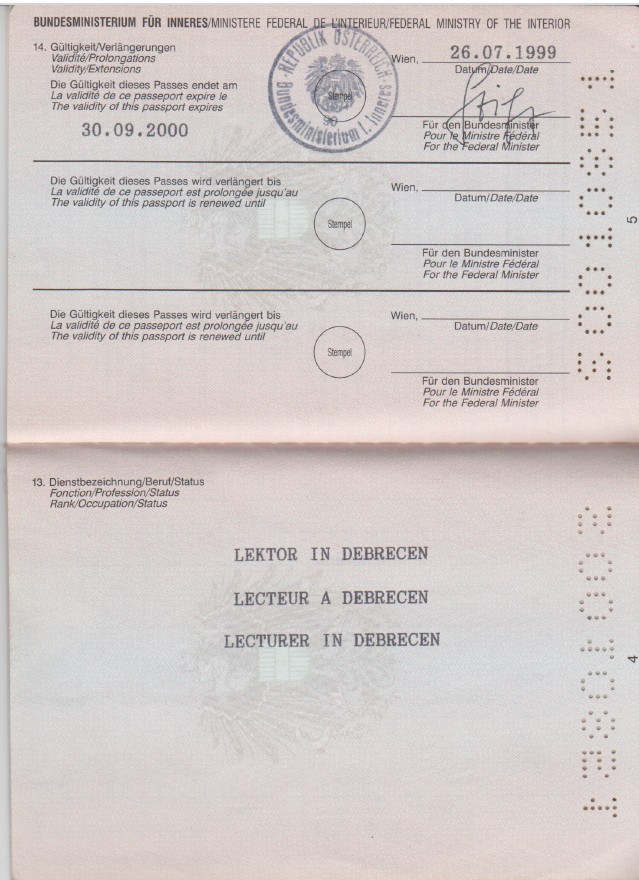 BUNDESMINISTERIUM FÜR INNERES/MINISTERE FEDERAL DE L'INTERIEUR/FEDERAL MINISTRY OF THE INTERIOR
14. Gültigkeit/Verlängerungen
Validité/Prolongations
Validity/Extensions
Die Gültigkeit dieses Passes endet am
La validité de ce passeport expire le
The validity of this passport expires
30.09.2000
REPUBLIK ÖSTERREICH
Bundesministerium f. Inneres
Stempel
Wien, 26.07.1999
Datum/Date/Date
Für den Bundesminister
Pour le Ministre Fédéral
For the Federal Minister
Die Gültigkeit dieses Passes wird verlängert bis
La validité de ce passeport est prolongée jusqu'au
The validity of this passport is renewed until
Stempel
Wien,
Datum/Date/Date
Für den Bundesminister
Pour le Ministre Fédéral
For the Federal Minister
5
Die Gültigkeit dieses Passes wird verlängert bis
La validité de ce passeport est prolongée jusqu'au
The validity of this passport is renewed until
Stempel
Wien,
Datum/Date/Date
Für den Bundesminister
Pour le Ministre Fédéral
For the Federal Minister
13. Dienstbezeichnung/Beruf/Status
Fonction/Profession/Status
Rank/Occupation/Status
LEKTOR IN DEBRECEN
LECTEUR A DEBRECEN
LECTURER IN DEBRECEN
4